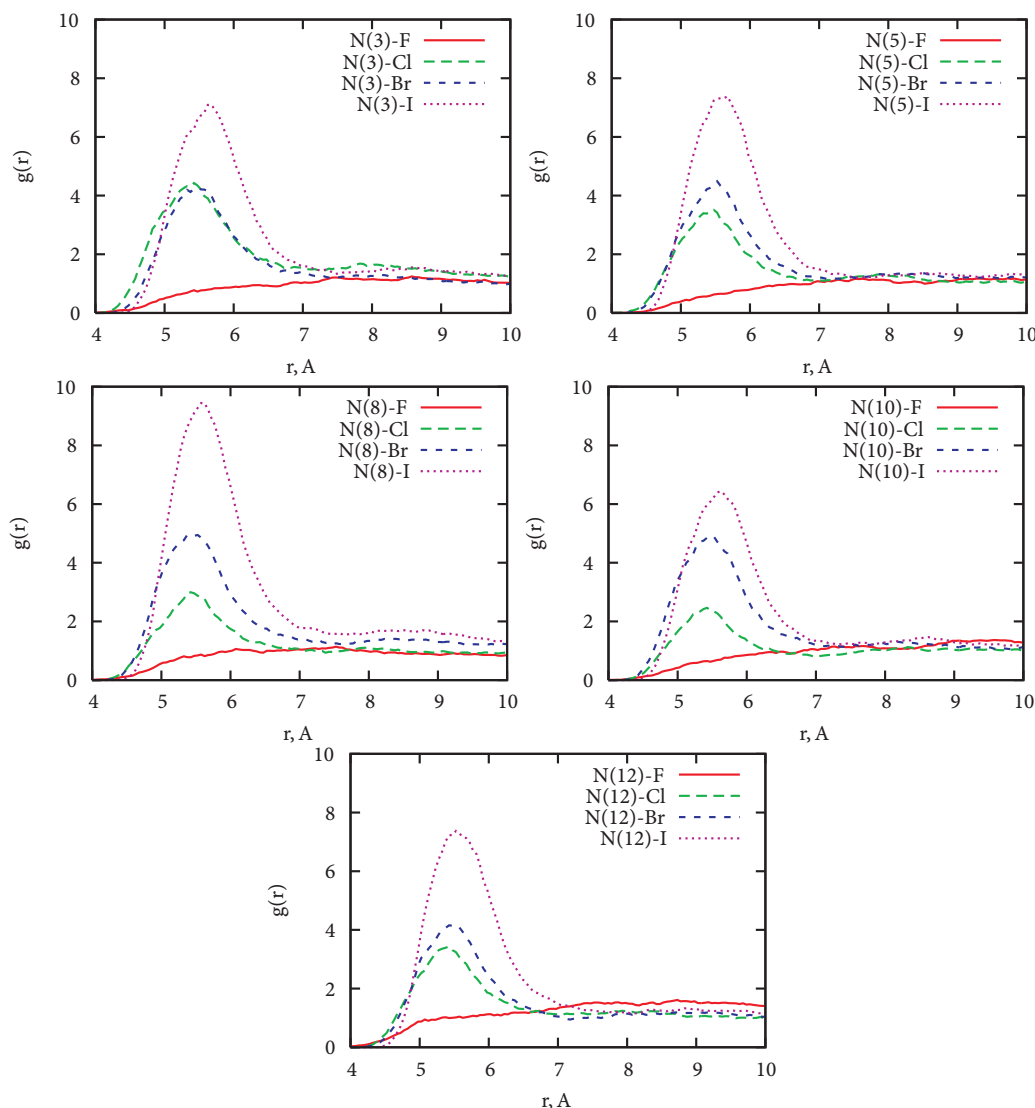 10
8
6
4
2
0
g(r)
N(3)-F
N(3)-Cl
N(3)-Br
N(3)-I
4 5 6 7 8 9 10
r, A
10
8
6
4
2
0
g(r)
N(5)-F
N(5)-Cl
N(5)-Br
N(5)-I
4 5 6 7 8 9 10
r, A
10
8
6
4
2
0
g(r)
N(8)-F
N(8)-Cl
N(8)-Br
N(8)-I
4 5 6 7 8 9 10
r, A
10
8
6
4
2
0
g(r)
N(10)-F
N(10)-Cl
N(10)-Br
N(10)-I
4 5 6 7 8 9 10
r, A
10
8
6
4
2
0
g(r)
N(12)-F
N(12)-Cl
N(12)-Br
N(12)-I
4 5 6 7 8 9 10
r, A